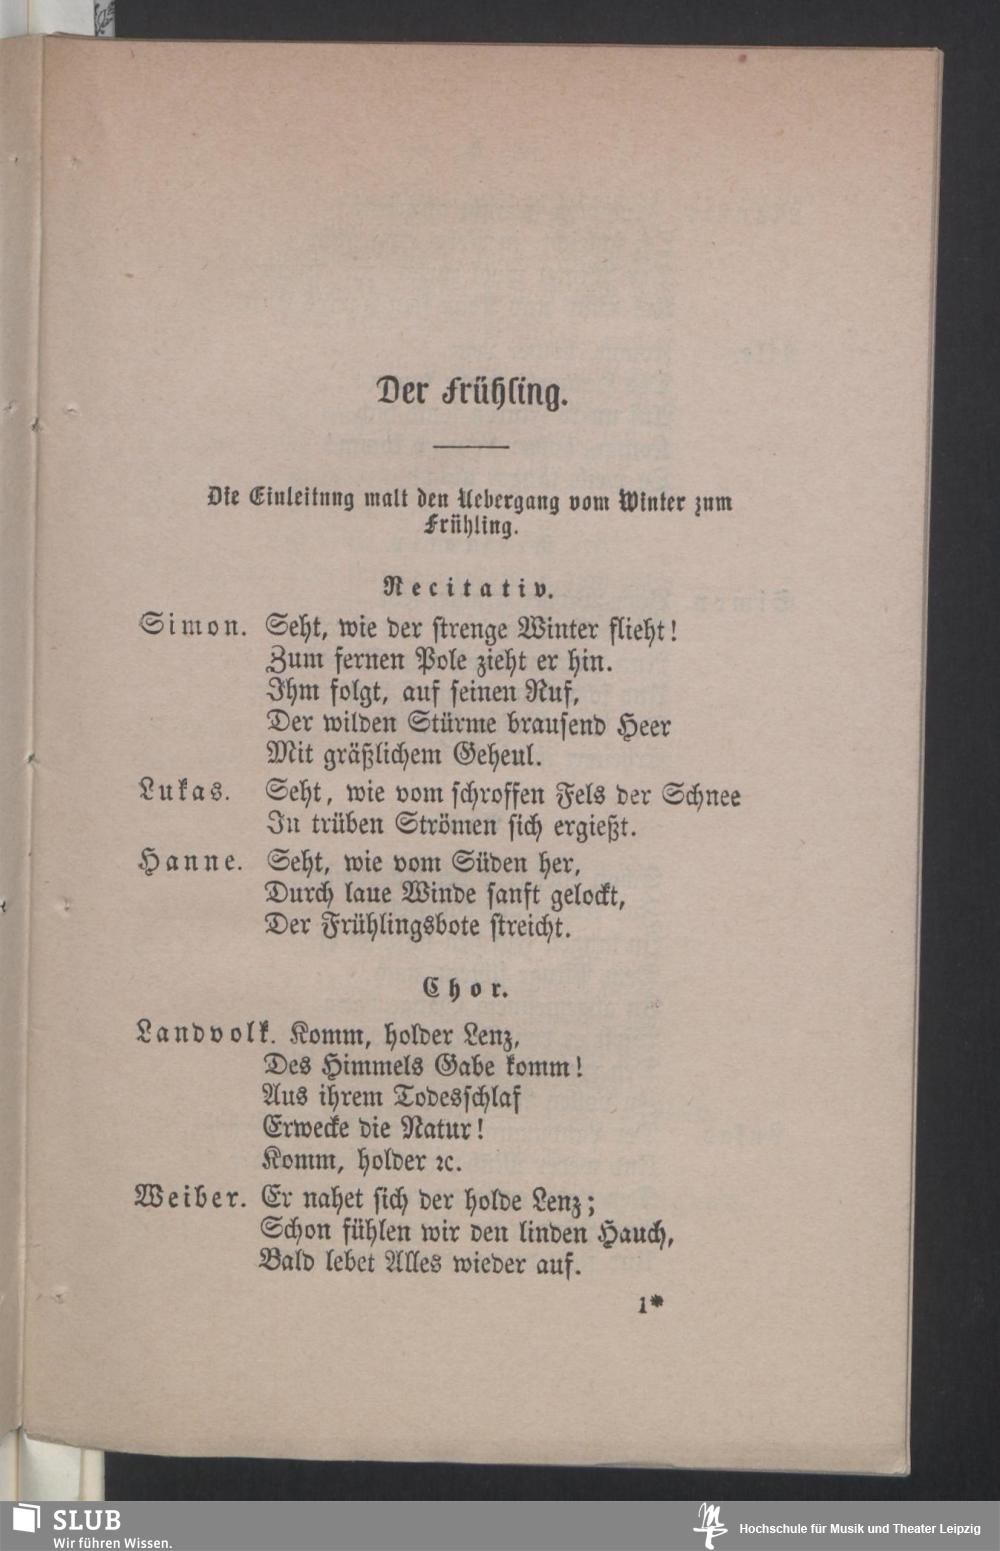 Der Frühling.
Die Einleitung malt den Uebergang vom Winter zum
Frühling.
Recitativ.
Simon. Seht, wie der strenge Winter flieht!
Zum fernen Pole zieht er hin.
Ihm folgt, auf seinen Ruf,
Der wilden Stürme brausend Heer
Mit gräßlichem Geheul.
Lukas. Seht, wie vom schroffen Fels der Schnee
In trüben Strömen sich ergießt.
Hanne. Seht, wie vom Süden her,
Durch laue Winde sanft gelockt,
Der Frühlingsbote streicht.
Chor.
Landvolk. Komm, holder Lenz,
Des Himmels Gabe komm!
Aus ihrem Todesschlaf
Erwecke die Natur!
Komm, holder ꝛc.
Weiber. Er nahet sich der holde Lenz;
Schon fühlen wir den linden Hauch,
Bald lebet Alles wieder auf.
1*
SLUB
Wir führen Wissen.
Hochschule für Musik und Theater Leipzig